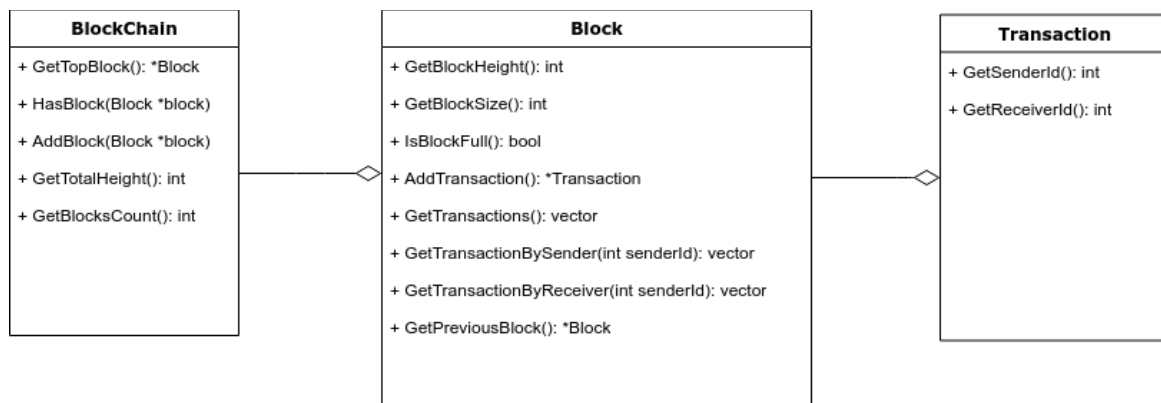 BlockChain
+ GetTopBlock(): *Block
+ HasBlock(Block *block)
+ AddBlock(Block *block)
+ GetTotalHeight(): int
+ GetBlocksCount(): int
Block
+ GetBlockHeight(): int
+ GetBlockSize(): int
+ IsBlockFull(): bool
+ AddTransaction(): *Transaction
+ GetTransactions(): vector
+ GetTransactionBySender(int senderId): vector
+ GetTransactionByReceiver(int senderId): vector
+ GetPreviousBlock(): *Block
Transaction
+ GetSenderId(): int
+ GetReceiverId(): int